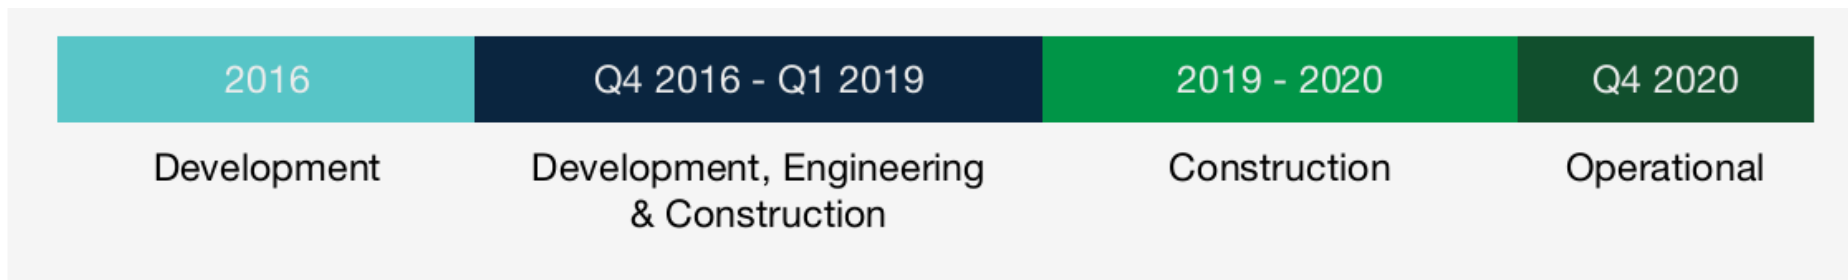 2016
Q4 2016 - Q1 2019
2019 - 2020
Q4 2020
Development
Development, Engineering
& Construction
Construction
Operational